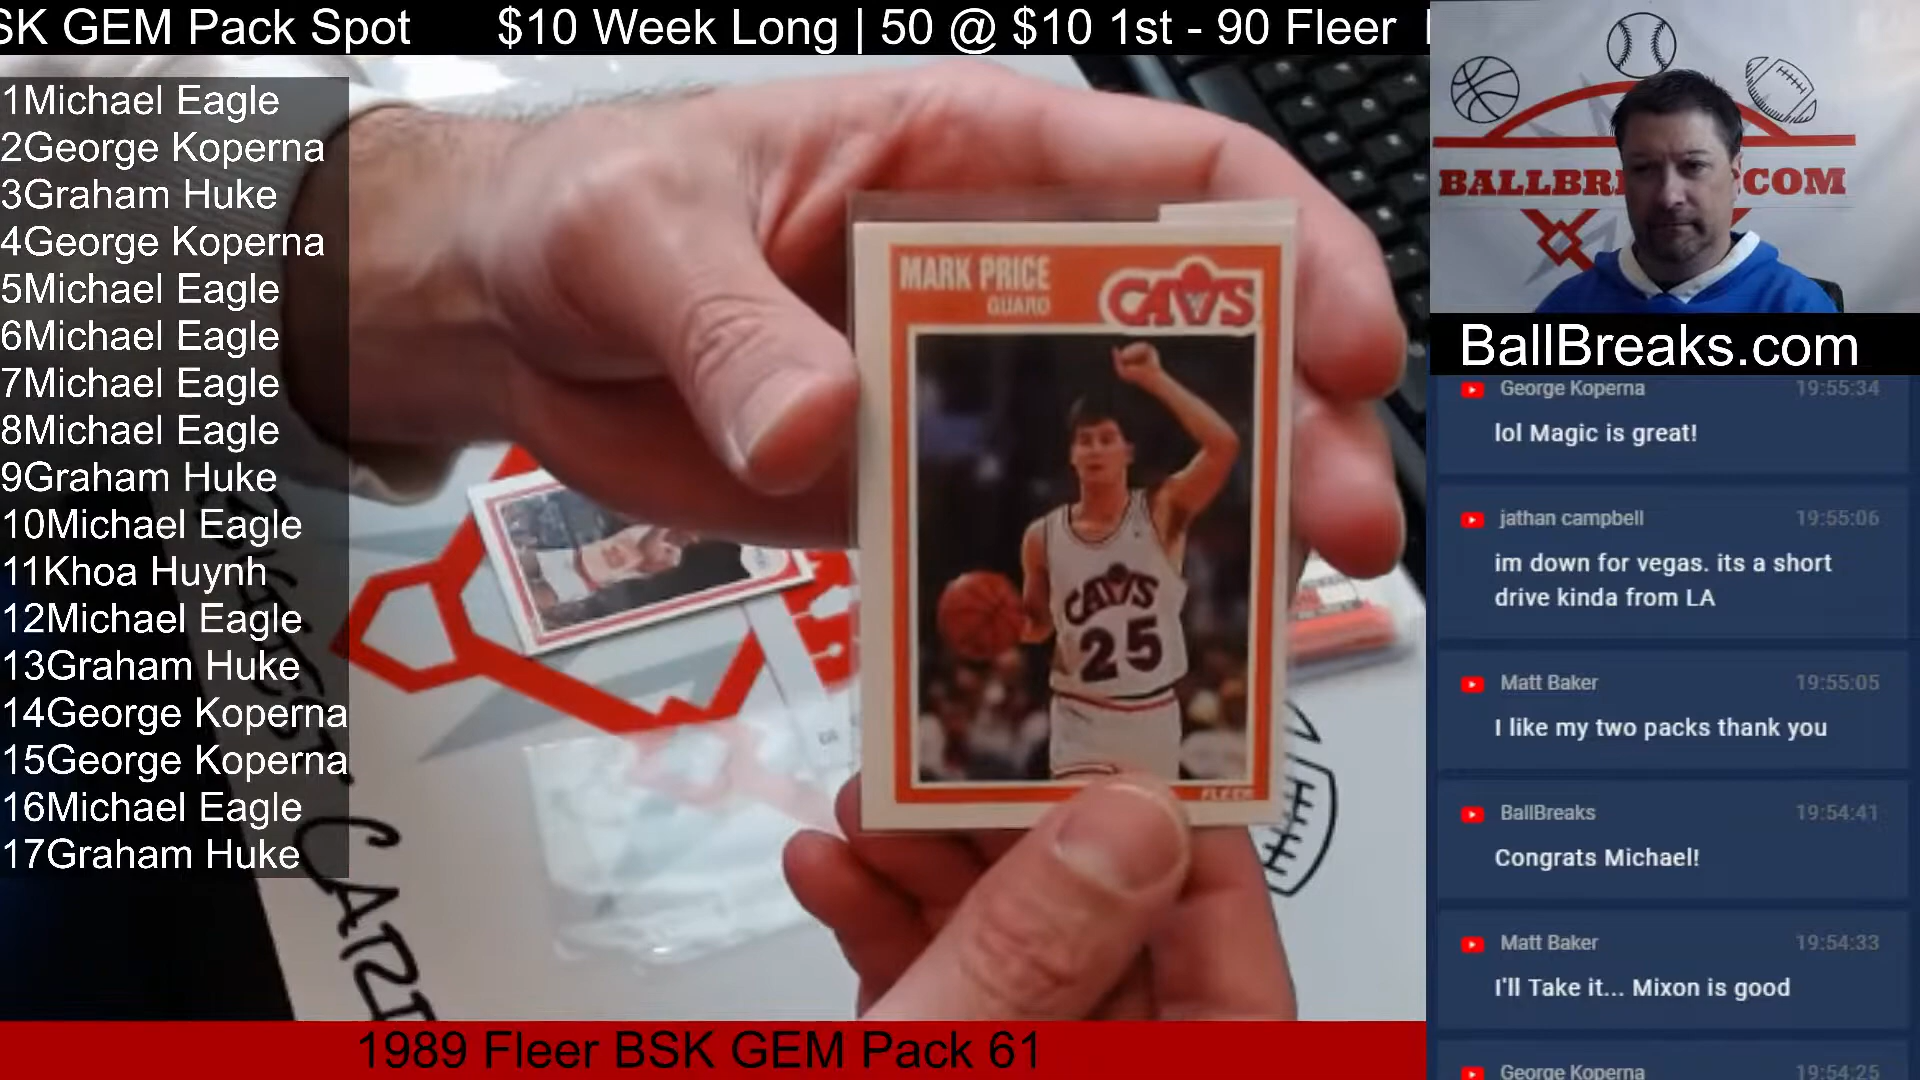 SK GEM Pack Spot $10 Week Long | 50 @ $10 1st - 90 Fleer
1Michael Eagle
2George Koperna
3Graham Huke
4George Koperna
5Michael Eagle
6Michael Eagle
7Michael Eagle
8Michael Eagle
9Graham Huke
10Michael Eagle
11Khoa Huynh
12Michael Eagle
13Graham Huke
14George Koperna
15George Koperna
16Michael Eagle
17Graham Huke
MARK PRICE
GUARD
CAVS
CAVS
25
FLEER
1989 Fleer BSK GEM Pack 61
BallBreaks.com
George Koperna 19:55:34
lol Magic is great!
jathan campbell 19:55:06
im down for vegas. its a short
drive kinda from LA
Matt Baker 19:55:05
I like my two packs thank you
BallBreaks 19:54:41
Congrats Michael!
Matt Baker 19:54:33
I'll Take it... Mixon is good
George Koperna 19:54:25